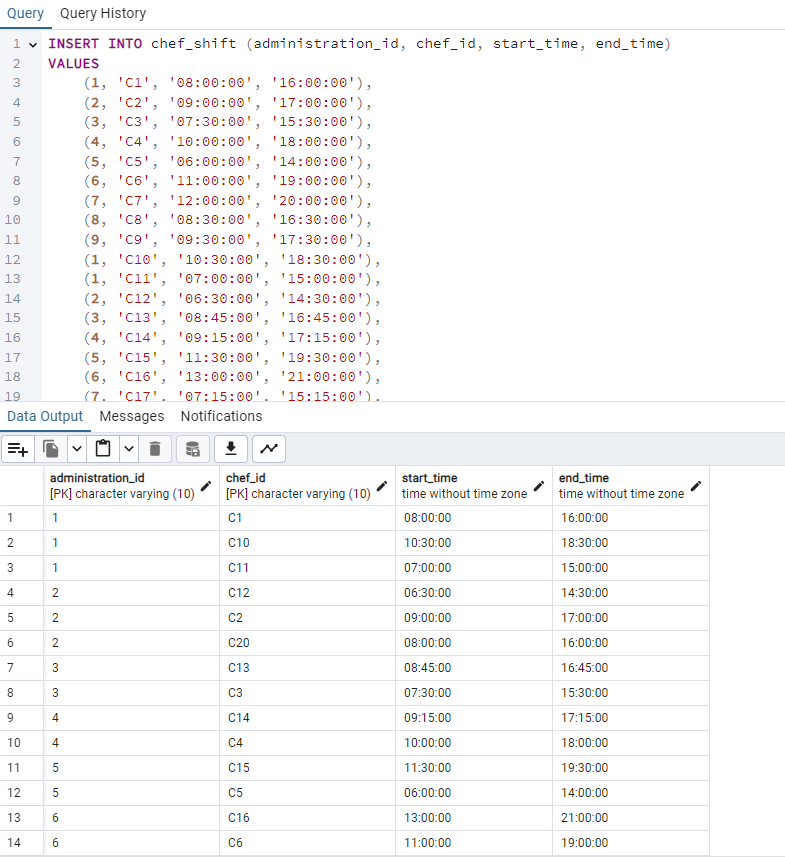 Query Query History
1 INSERT INTO chef_shift (administration_id, chef_id, start_time, end_time)
2 VALUES
3 (1, 'C1', '08:00:00', '16:00:00'),
4 (2, 'C2', '09:00:00', '17:00:00'),
5 (3, 'C3', '07:30:00', '15:30:00'),
6 (4, 'C4', '10:00:00', '18:00:00'),
7 (5, 'C5', '06:00:00', '14:00:00'),
8 (6, 'C6', '11:00:00', '19:00:00'),
9 (7, 'C7', '12:00:00', '20:00:00'),
10 (8, 'C8', '08:30:00', '16:30:00'),
11 (9, 'C9', '09:30:00', '17:30:00'),
12 (1, 'C10', '10:30:00', '18:30:00'),
13 (1, 'C11', '07:00:00', '15:00:00'),
14 (2, 'C12', '06:30:00', '14:30:00'),
15 (3, 'C13', '08:45:00', '16:45:00'),
16 (4, 'C14', '09:15:00', '17:15:00'),
17 (5, 'C15', '11:30:00', '19:30:00'),
18 (6, 'C16', '13:00:00', '21:00:00'),
19 (7, 'C17', '07:15:00', '15:15:00'),
Data Output Messages Notifications
administration_id chef_id start_time end_time
[PK] character varying (10) [PK] character varying (10) time without time zone time without time zone
1 1 C1 08:00:00 16:00:00
2 1 C10 10:30:00 18:30:00
3 1 C11 07:00:00 15:00:00
4 2 C12 06:30:00 14:30:00
5 2 C2 09:00:00 17:00:00
6 2 C20 08:00:00 16:00:00
7 3 C13 08:45:00 16:45:00
8 3 C3 07:30:00 15:30:00
9 4 C14 09:15:00 17:15:00
10 4 C4 10:00:00 18:00:00
11 5 C15 11:30:00 19:30:00
12 5 C5 06:00:00 14:00:00
13 6 C16 13:00:00 21:00:00
14 6 C6 11:00:00 19:00:00